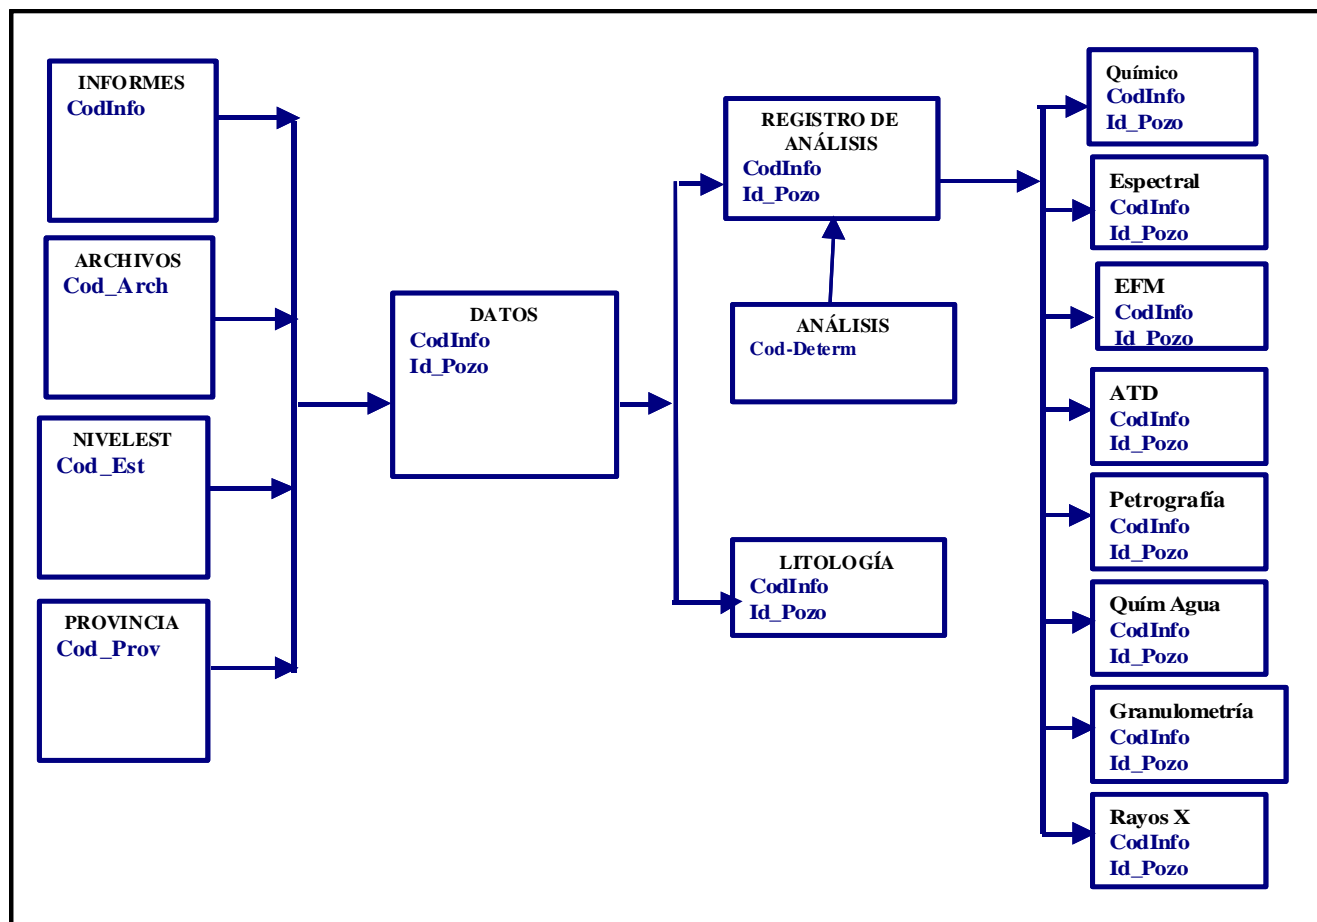 INFORMES
CodInfo
ARCHIVOS
Cod_Arch
NIVELEST
Cod_Est
PROVINCIA
Cod_Prov
DATOS
CodInfo
Id_Pozo
REGISTRO DE
ANÁLISIS
CodInfo
Id_Pozo
ANÁLISIS
Cod-Determ
LITOLOGÍA
CodInfo
Id_Pozo
Químico
CodInfo
Id_Pozo
Espectral
CodInfo
Id_Pozo
EFM
CodInfo
Id_Pozo
ATD
CodInfo
Id_Pozo
Petrografía
CodInfo
Id_Pozo
Quím Agua
CodInfo
Id_Pozo
Granulometría
CodInfo
Id_Pozo
Rayos X
CodInfo
Id_Pozo